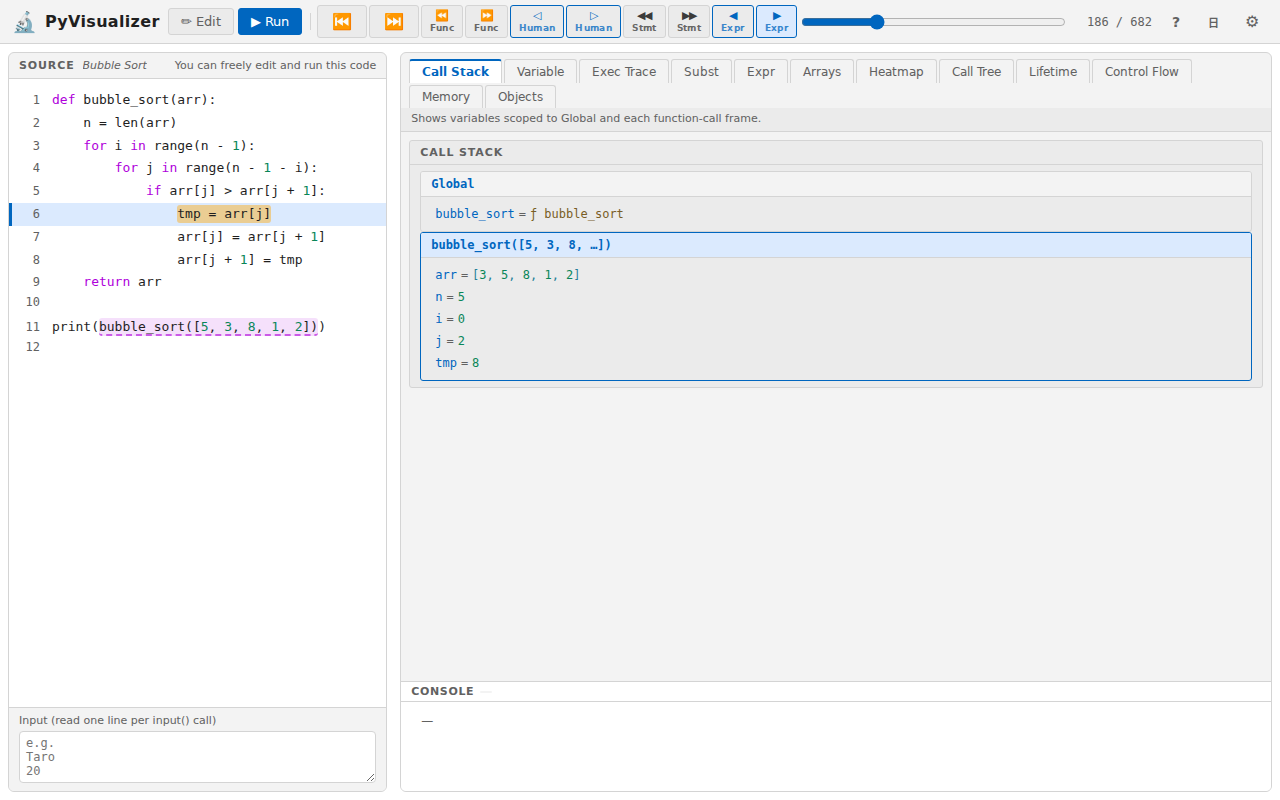 PyVisualizer
✏ Edit
▶ Run
Func
Func
Human
Human
Stmt
Stmt
Expr
Expr
186 / 682
?
SOURCE Bubble Sort You can freely edit and run this code
1 def bubble_sort(arr):
2     n = len(arr)
3     for i in range(n - 1):
4         for j in range(n - 1 - i):
5             if arr[j] > arr[j + 1]:
6                 tmp = arr[j]
7                 arr[j] = arr[j + 1]
8                 arr[j + 1] = tmp
9     return arr
10
11 print(bubble_sort([5, 3, 8, 1, 2]))
12
Input (read one line per input() call)
e.g.
Taro
20
Call Stack Variable Exec Trace Subst Expr Arrays Heatmap Call Tree Lifetime Control Flow
Memory Objects
Shows variables scoped to Global and each function-call frame.
CALL STACK
Global
bubble_sort = ƒ bubble_sort
bubble_sort([5, 3, 8, …])
arr = [3, 5, 8, 1, 2]
n = 5
i = 0
j = 2
tmp = 8
CONSOLE —
—